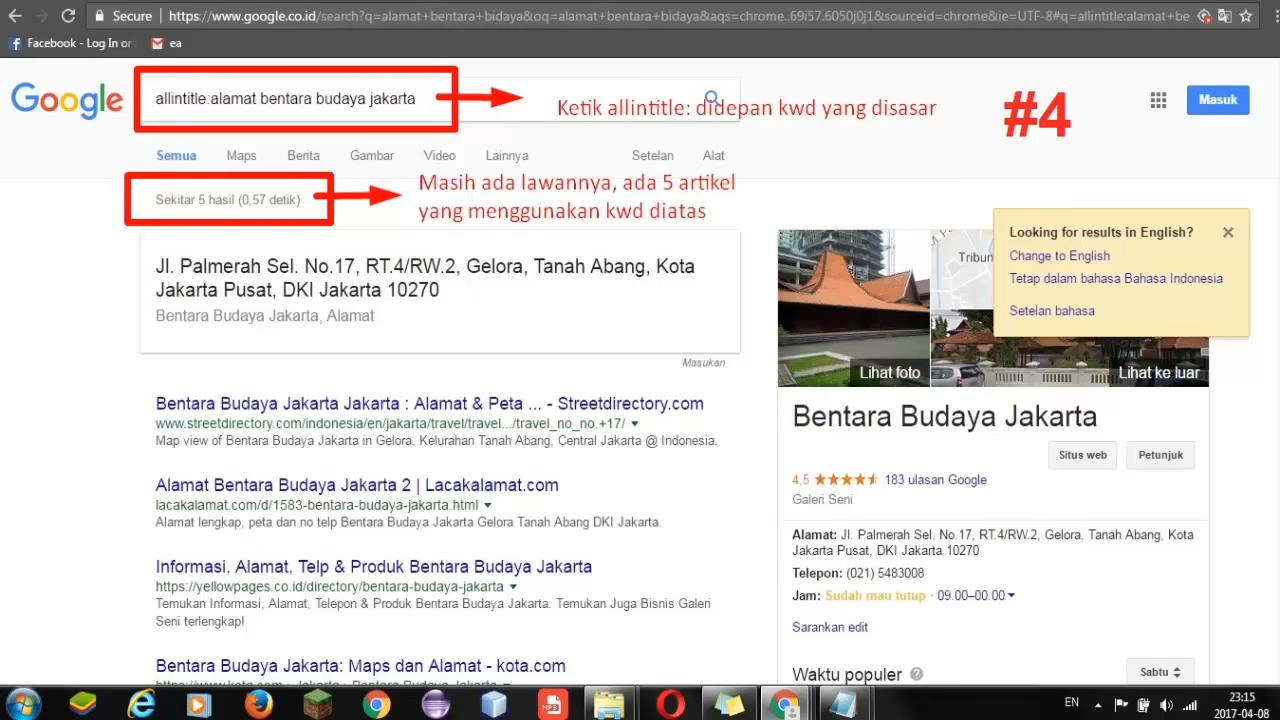 Secure
https://www.google.co.id/search?q=alamat+bentara+bidaya&oq=alamat+bentara+bidaya&aqs=chrome..69i57.6050j0j1&sourceid=chrome&ie=UTF-8#q=allintitle:alamat+be
Facebook - Log In or
ea
Google
allintitle:alamat bentara budaya jakarta
Ketik allintitle: didepan kwd yang disasar
#4
Masuk
Semua Maps Berita Gambar Video Lainnya Setelan Alat
Sekitar 5 hasil (0,57 detik)
Masih ada lawannya, ada 5 artikel
yang menggunakan kwd diatas
Jl. Palmerah Sel. No.17, RT.4/RW.2, Gelora, Tanah Abang, Kota
Jakarta Pusat, DKI Jakarta 10270
Bentara Budaya Jakarta, Alamat
Masukan
Bentara Budaya Jakarta Jakarta : Alamat & Peta ... - Streetdirectory.com
www.streetdirectory.com/indonesia/en/jakarta/travel/travel.../travel_no_no.+17/
Map view of Bentara Budaya Jakarta in Gelora, Kelurahan Tanah Abang, Central Jakarta @ Indonesia.
Alamat Bentara Budaya Jakarta 2 | Lacakalamat.com
lacakalamat.com/d/1583-bentara-budaya-jakarta.html
Alamat lengkap, peta dan no telp Bentara Budaya Jakarta Gelora Tanah Abang DKI Jakarta.
Informasi, Alamat, Telp & Produk Bentara Budaya Jakarta
https://yellowpages.co.id/directory/bentara-budaya-jakarta
Temukan Informasi, Alamat, Telepon & Produk Bentara Budaya Jakarta. Temukan Juga Bisnis Galeri
Seni terlengkap!
Bentara Budaya Jakarta: Maps dan Alamat - kota.com
Looking for results in English?
Change to English
Tetap dalam bahasa Bahasa Indonesia
Setelan bahasa
Tribun
Lihat foto
Lihat ke luar
Bentara Budaya Jakarta
Situs web Petunjuk
4,5 183 ulasan Google
Galeri Seni
Alamat: Jl. Palmerah Sel. No.17, RT.4/RW.2, Gelora, Tanah Abang, Kota
Jakarta Pusat, DKI Jakarta 10270
Telepon: (021) 5483008
Jam: Sudah mau tutup · 09.00–00.00
Sarankan edit
Waktu populer
Sabtu
EN
23:15
2017-04-08